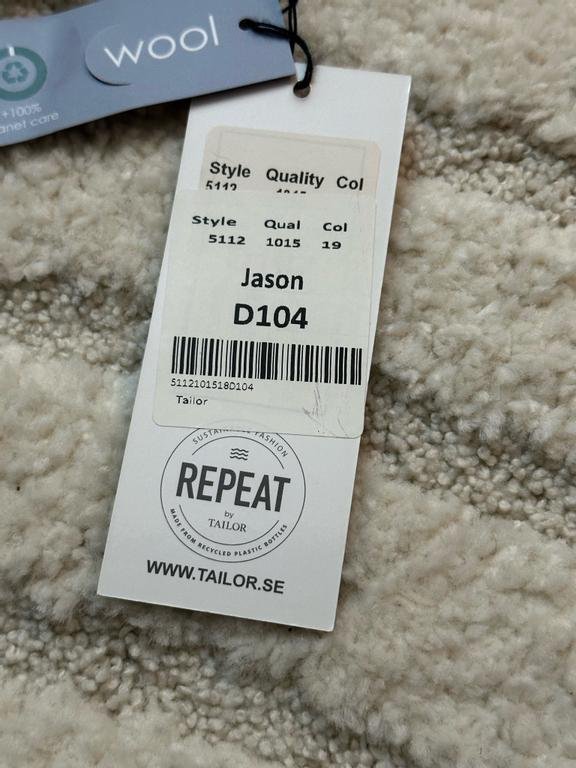 wool
+100%
anet care
Style Quality Col
5112
Style Qual Col
5112 1015 19
Jason
D104
5112101518D104
Tailor
FASHION
REPEAT
by
TAILOR
MADE FROM RECYCLED PLASTIC BOTTLES
WWW.TAILOR.SE